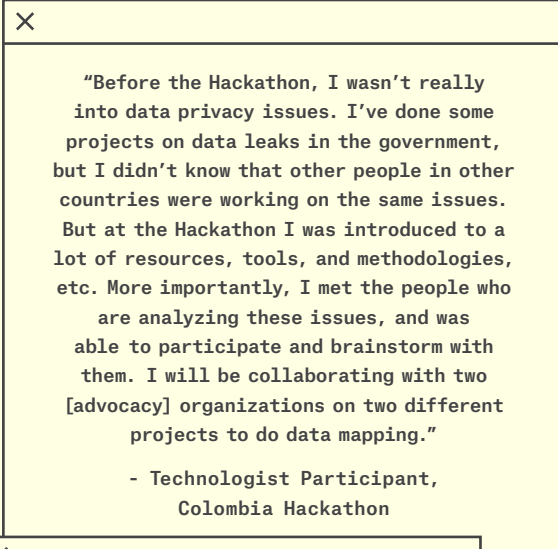 “Before the Hackathon, I wasn’t really
into data privacy issues. I’ve done some
projects on data leaks in the government,
but I didn’t know that other people in other
countries were working on the same issues.
But at the Hackathon I was introduced to a
lot of resources, tools, and methodologies,
etc. More importantly, I met the people who
are analyzing these issues, and was
able to participate and brainstorm with
them. I will be collaborating with two
[advocacy] organizations on two different
projects to do data mapping.”
- Technologist Participant,
Colombia Hackathon